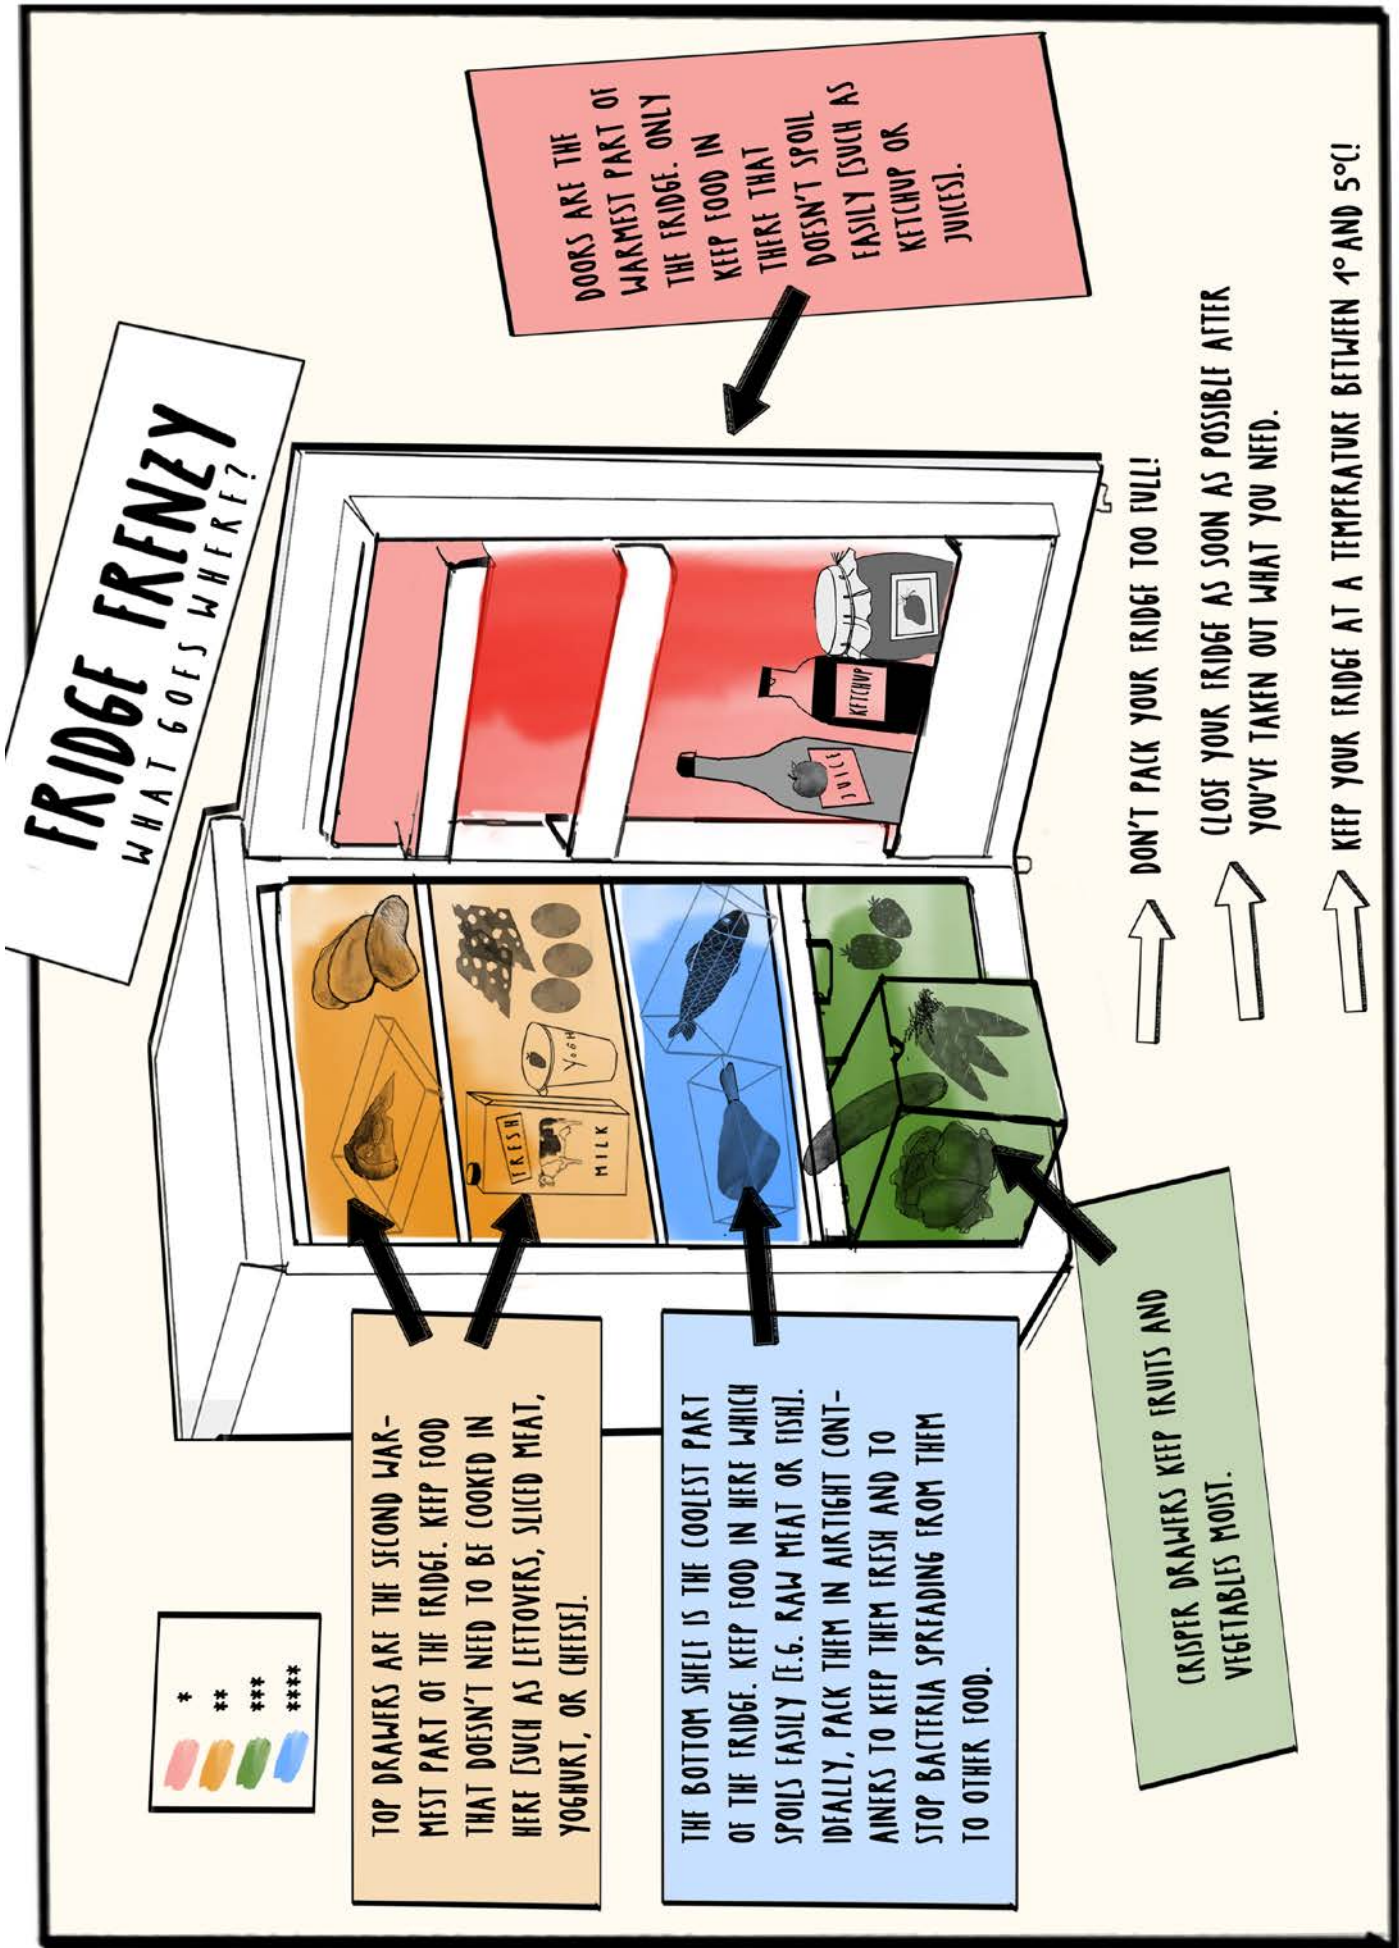 FRIDGE FRENZY
WHAT GOES WHERE?
*
**
***
****
TOP DRAWERS ARE THE SECOND WAR-
MEST PART OF THE FRIDGE. KEEP FOOD
THAT DOESN'T NEED TO BE COOKED IN
HERE [SUCH AS LEFTOVERS, SLICED MEAT,
YOGHURT, OR CHEESE].
THE BOTTOM SHELF IS THE COOLEST PART
OF THE FRIDGE. KEEP FOOD IN HERE WHICH
SPOILS EASILY [E.G. RAW MEAT OR FISH].
IDEALLY, PACK THEM IN AIRTIGHT CONT-
AINERS TO KEEP THEM FRESH AND TO
STOP BACTERIA SPREADING FROM THEM
TO OTHER FOOD.
CRISPER DRAWERS KEEP FRUITS AND
VEGETABLES MOIST.
FRESH
MILK
YOGH
JUICE
KETCHUP
DOORS ARE THE
WARMEST PART OF
THE FRIDGE. ONLY
KEEP FOOD IN
THERE THAT
DOESN'T SPOIL
EASILY [SUCH AS
KETCHUP OR
JUICES].
DON'T PACK YOUR FRIDGE TOO FULL!
CLOSE YOUR FRIDGE AS SOON AS POSSIBLE AFTER
YOU'VE TAKEN OUT WHAT YOU NEED.
KEEP YOUR FRIDGE AT A TEMPERATURE BETWEEN 1° AND 5°C!